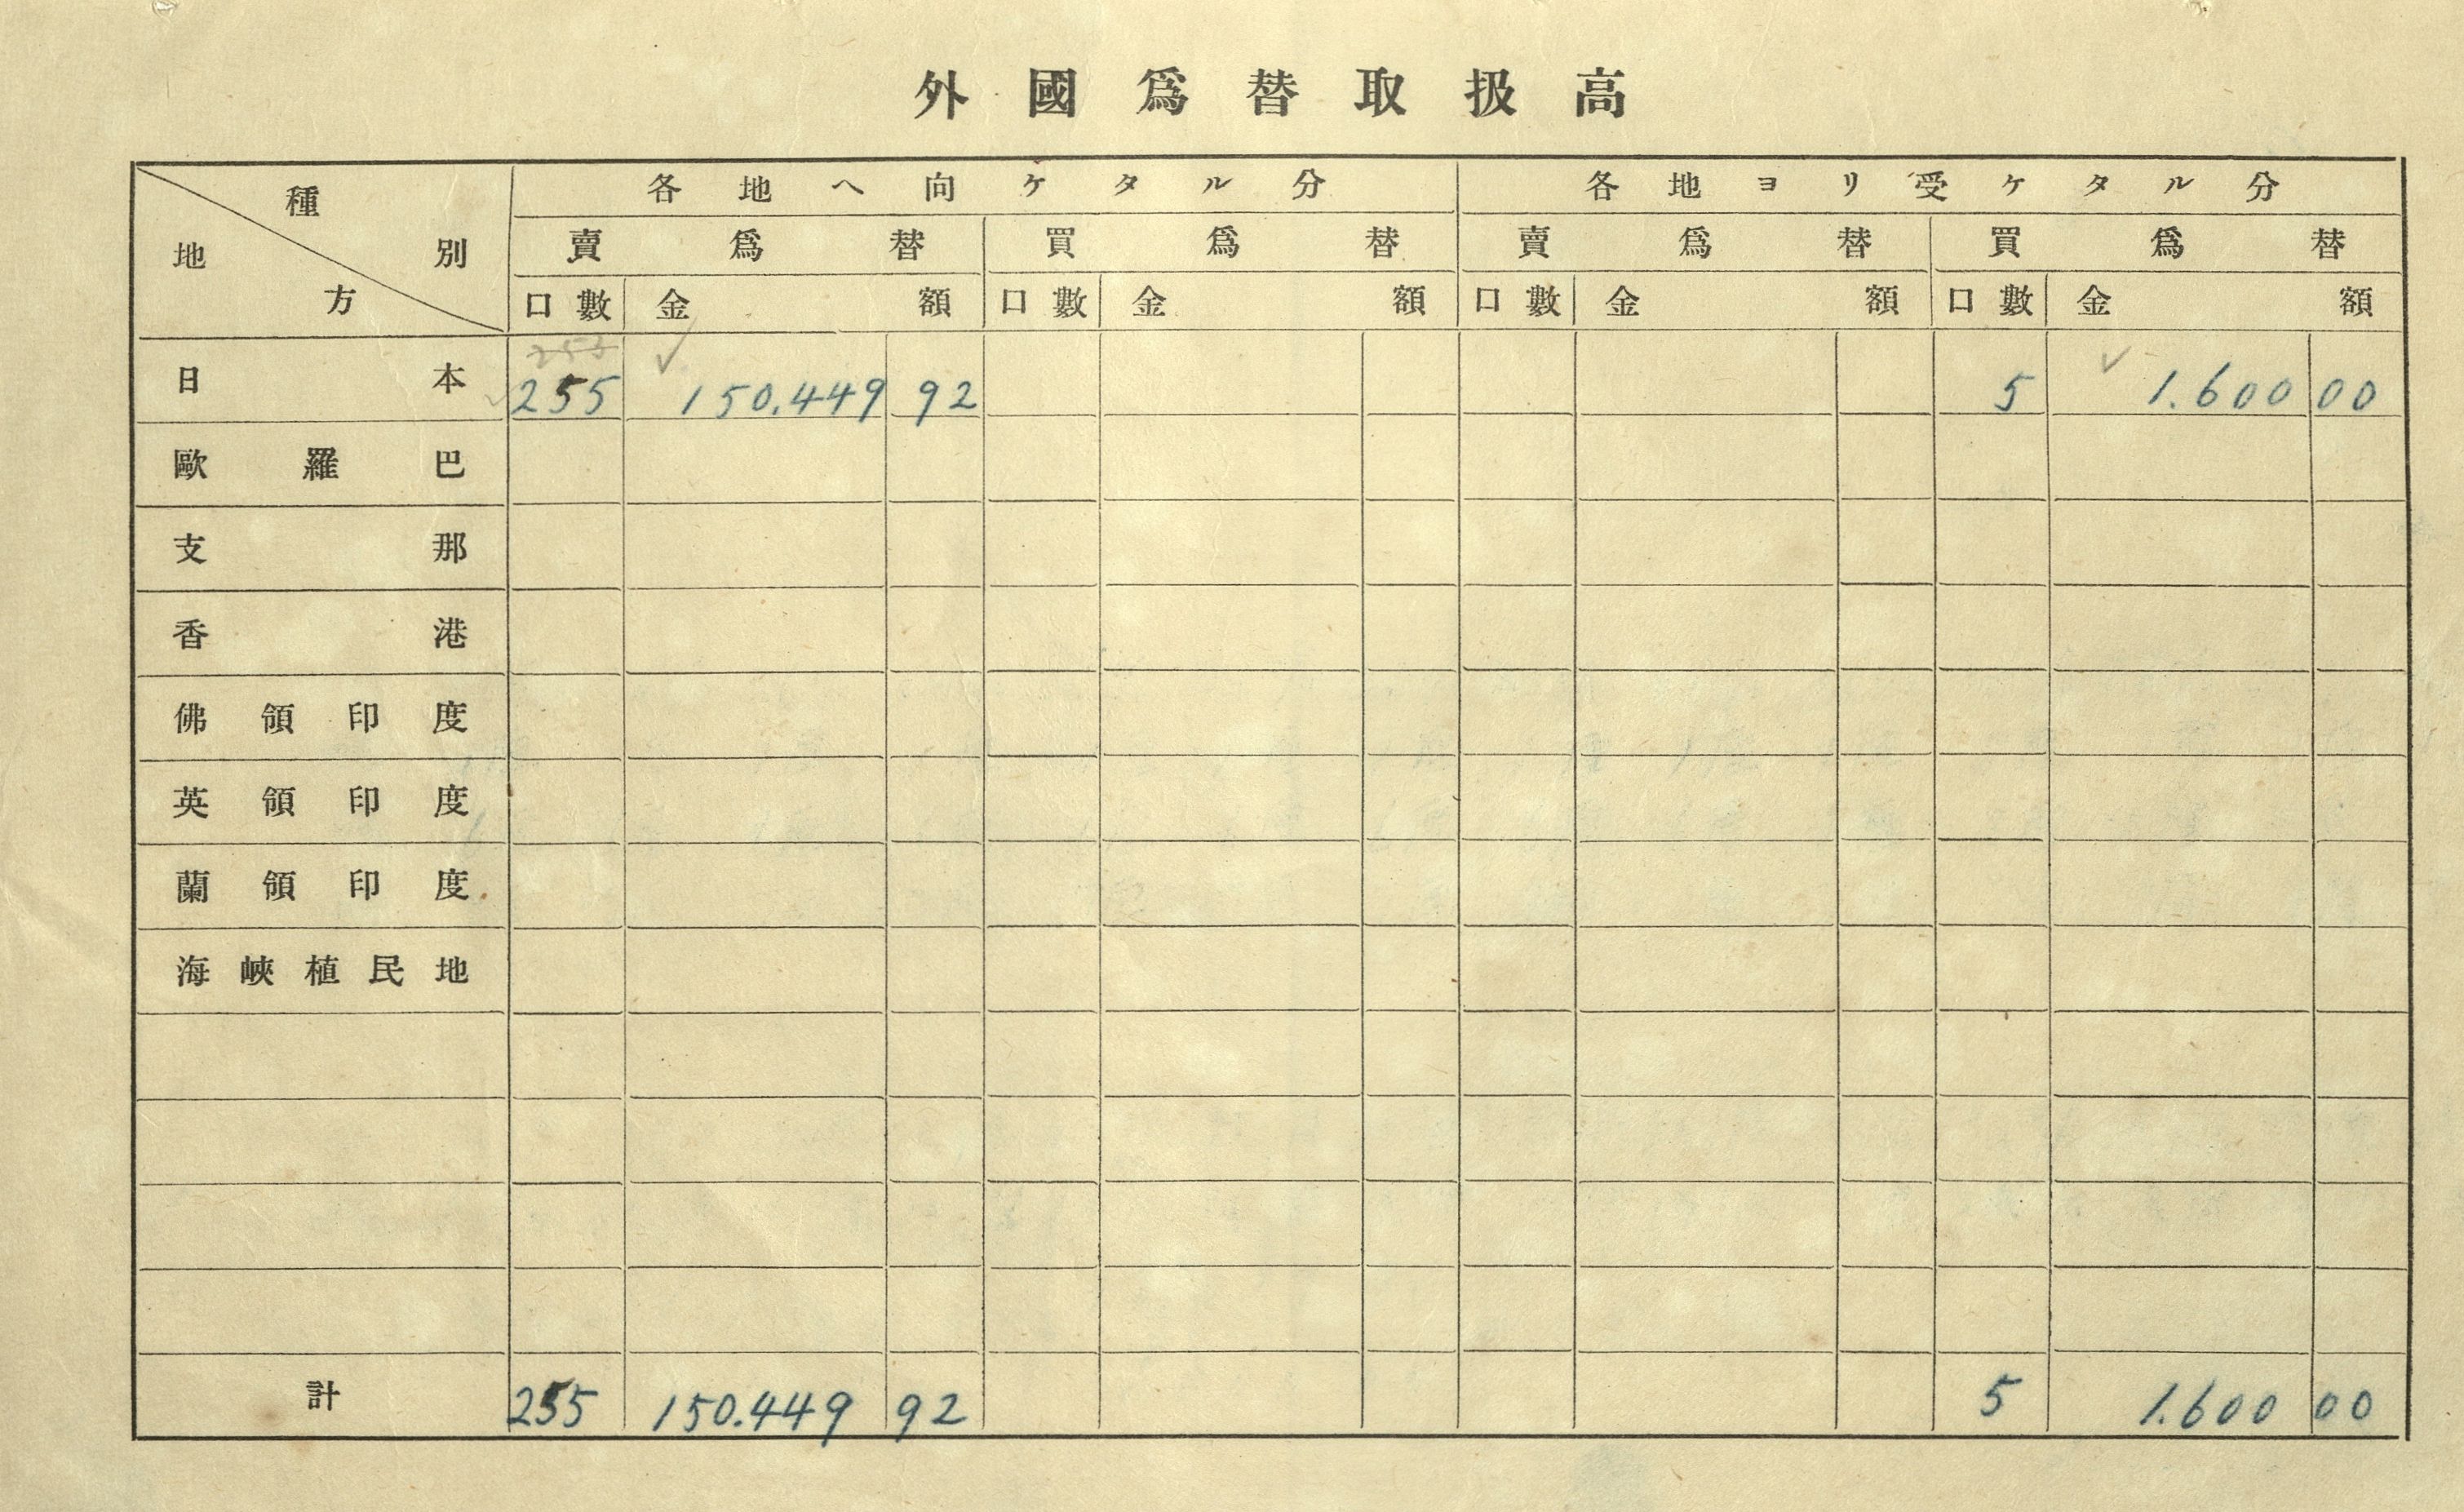 外國爲替取扱高
種別 各地ヘ向ケタル分 各地ヨリ受ケタル分
地方 賣爲替 買爲替 賣爲替 買爲替
口數 金額 口數 金額 口數 金額 口數 金額
253
日本 255 150.449 92 5 1.600 00
歐羅巴
支那
香港
佛領印度
英領印度
蘭領印度
海峽植民地
計 255 150.449 92 5 1.600 00